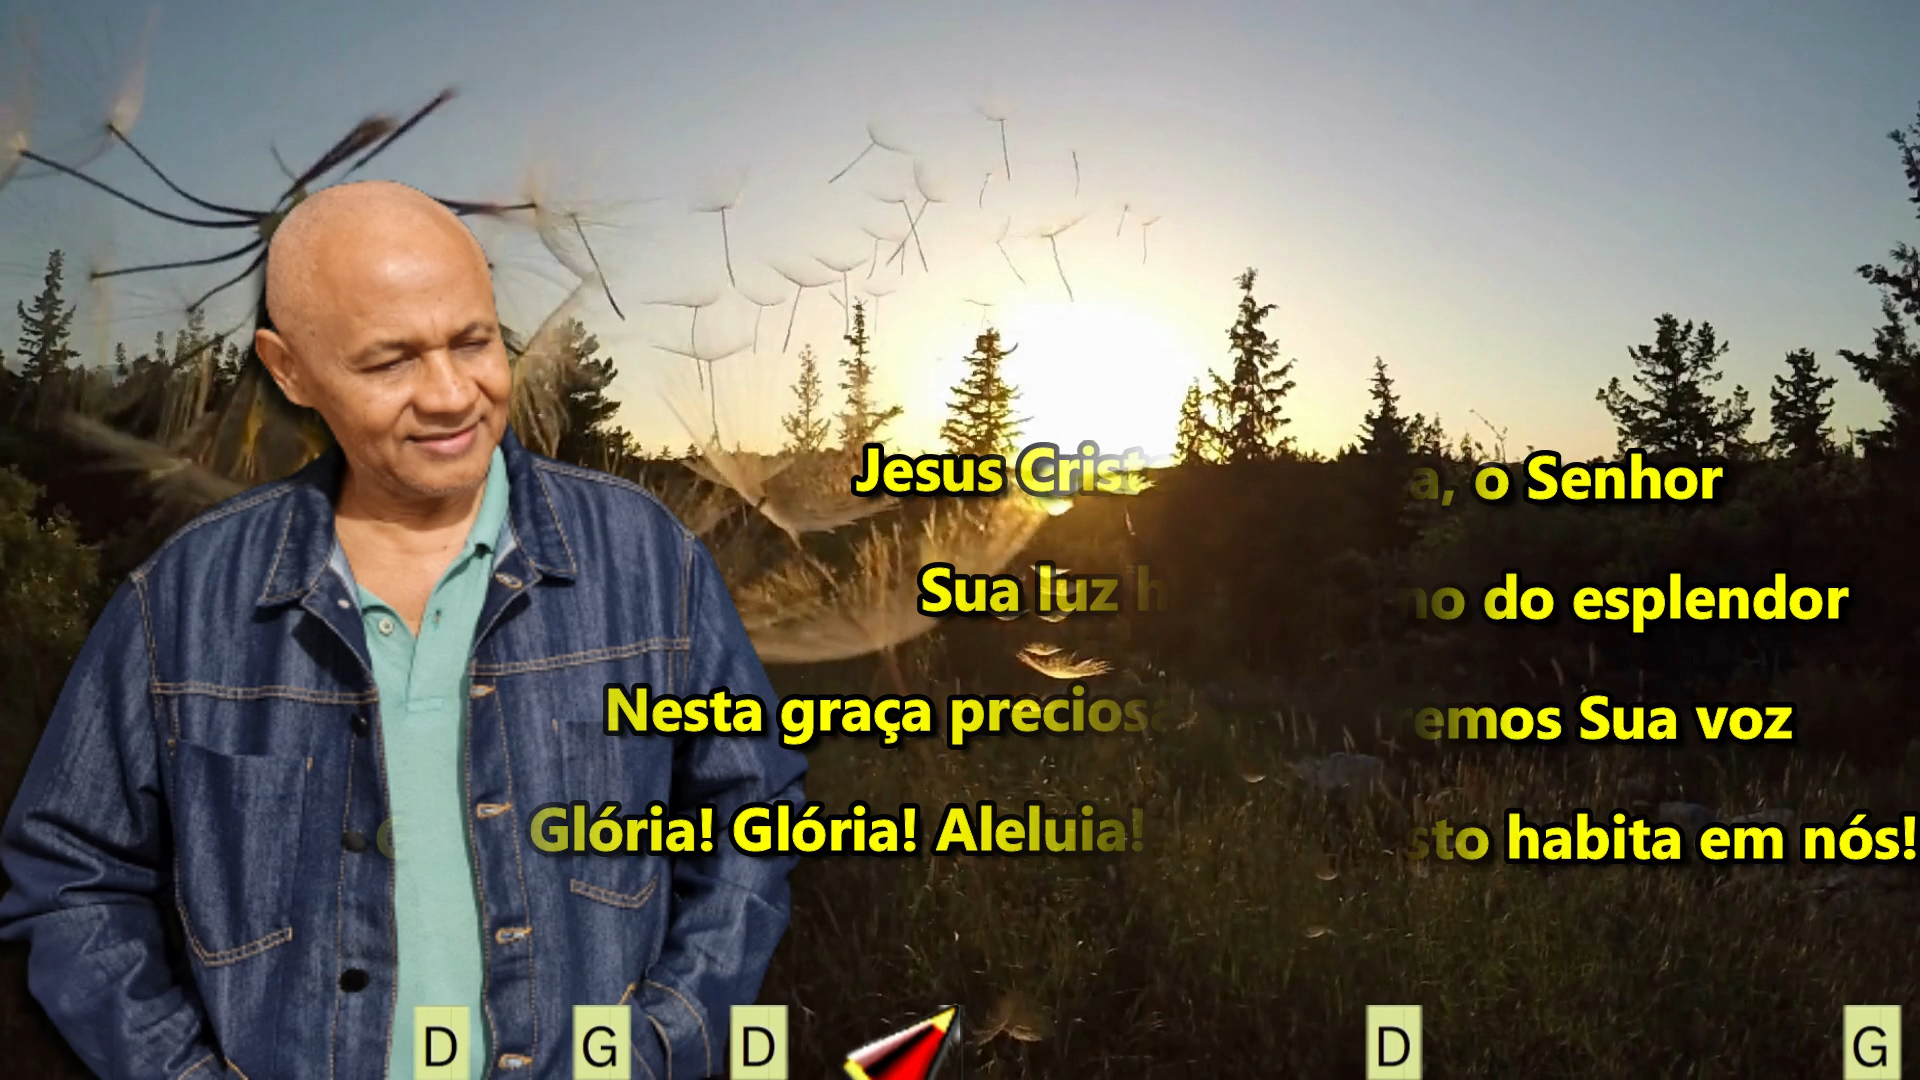 Jesus Crist a, o Senhor
Sua luz h no do esplendor
Nesta graça precios remos Sua voz
Glória! Glória! Aleluia! sto habita em nós!
D G D D G